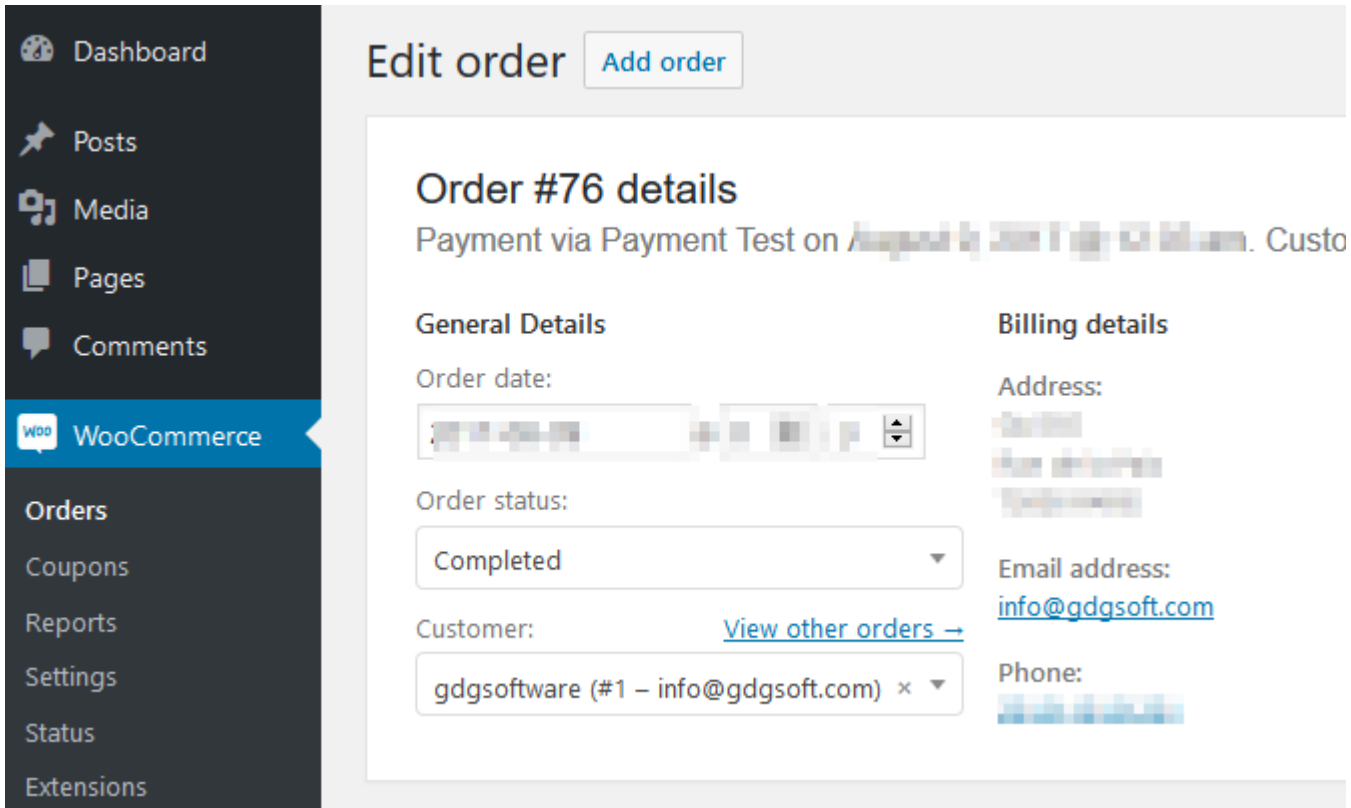 Dashboard
Posts
Media
Pages
Comments
Woo WooCommerce
Orders
Coupons
Reports
Settings
Status
Extensions
Edit order Add order
Order #76 details
Payment via Payment Test on . Custo
General Details
Order date:
Order status:
Completed
Customer: View other orders →
gdgsoftware (#1 – info@gdgsoft.com) ×
Billing details
Address:
Email address:
info@gdgsoft.com
Phone: